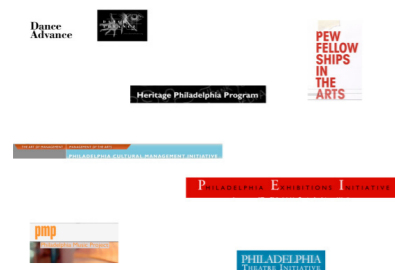 Dance
Advance
PEW
FELLOW
SHIPS
IN
THE
ARTS
Heritage Philadelphia Program
PHILADELPHIA CULTURAL MANAGEMENT INITIATIVE
PHILADELPHIA EXHIBITIONS INITIATIVE
pmp
PHILADELPHIA
THEATRE INITIATIVE